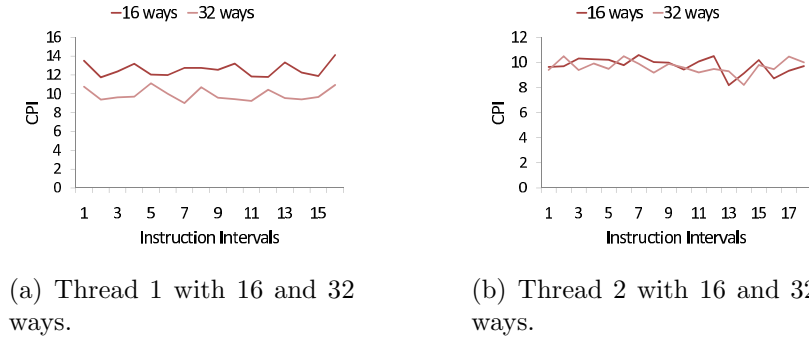 16 ways 32 ways
16
14
12
10
8
6
4
2
0
CPI
1 3 5 7 9 11 13 15
Instruction Intervals
(a) Thread 1 with 16 and 32
ways.
16 ways 32 ways
12
10
8
6
4
2
0
CPI
1 3 5 7 9 11 13 15 17
Instruction Intervals
(b) Thread 2 with 16 and 32
ways.